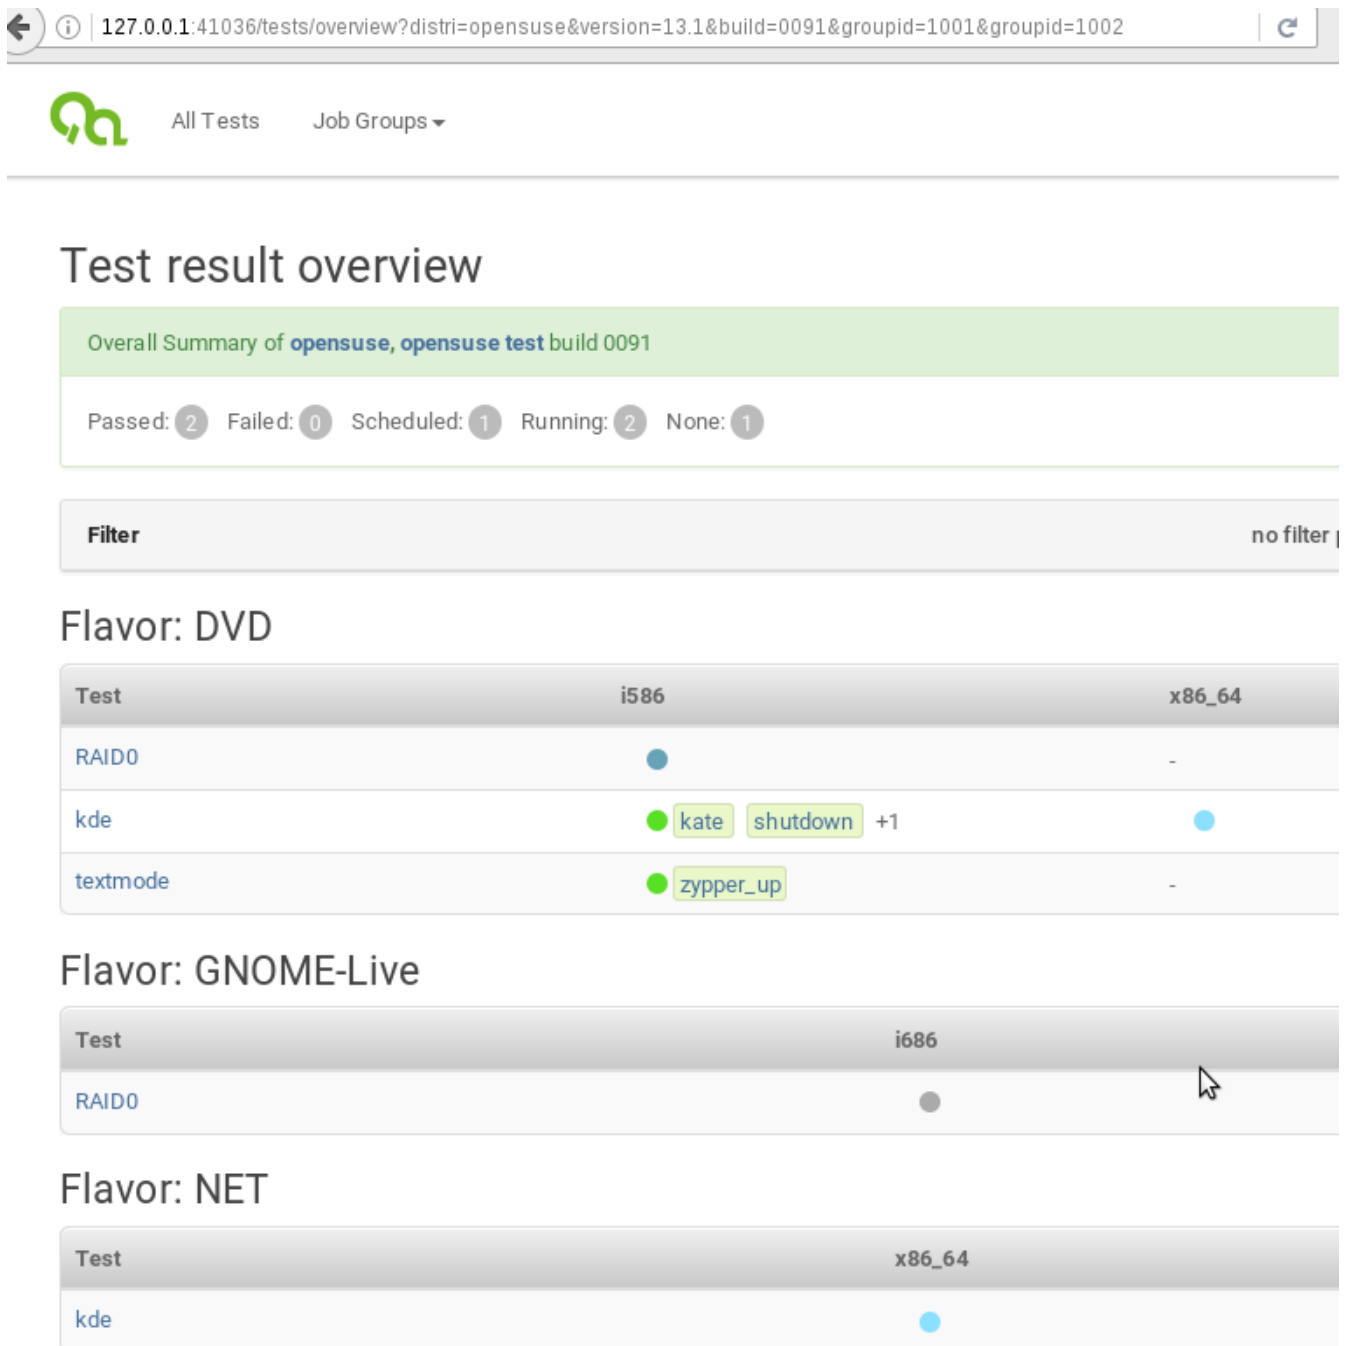 127.0.0.1:41036/tests/overview?distri=opensuse&version=13.1&build=0091&groupid=1001&groupid=1002
All Tests Job Groups
Test result overview
Overall Summary of opensuse, opensuse test build 0091
Passed: 2 Failed: 0 Scheduled: 1 Running: 2 None: 1
Filter no filter
Flavor: DVD
Test i586 x86_64
RAID0 -
kde kate shutdown +1
textmode zypper_up -
Flavor: GNOME-Live
Test i686
RAID0
Flavor: NET
Test x86_64
kde